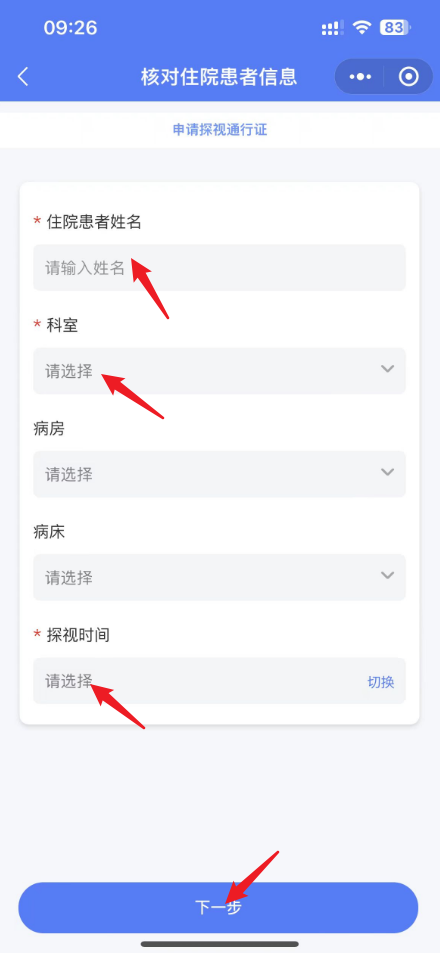 09:26
83
核对住院患者信息
申请探视通行证
* 住院患者姓名
请输入姓名
* 科室
请选择
病房
请选择
病床
请选择
* 探视时间
请选择
切换
下一步